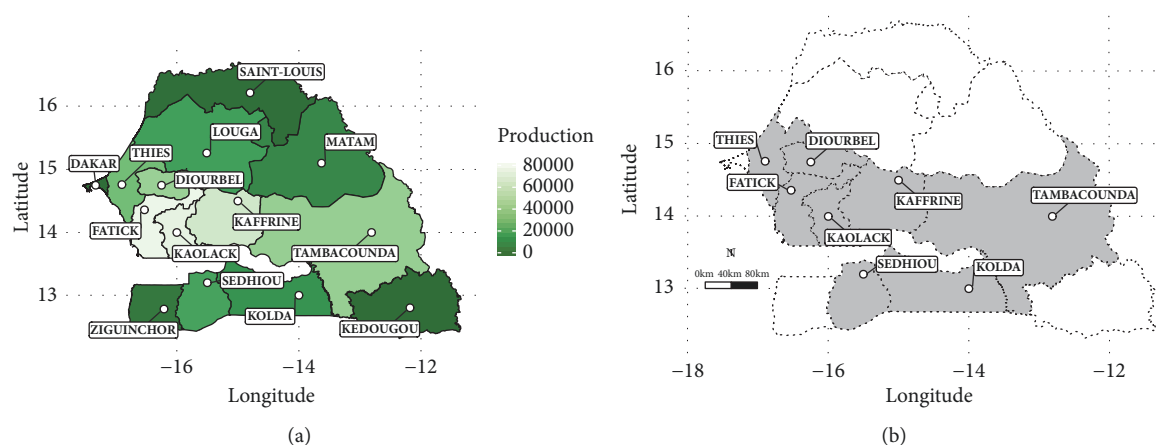 SAINT-LOUIS
LOUGA
MATAM
DAKAR
THIES
DIOURBEL
FATICK
KAFFRINE
KAOLACK
TAMBACOUNDA
SEDHIOU
ZIGUINCHOR
KOLDA
KEDOUGOU
16
15
14
13
Latitude
−16
−14
−12
Longitude
Production
80000
60000
40000
20000
0
(a)
16
15
14
13
Latitude
THIES
DIOURBEL
FATICK
KAFFRINE
TAMBACOUNDA
KAOLACK
SEDHIOU
KOLDA
N
0km 40km 80km
−18
−16
−14
−12
Longitude
(b)